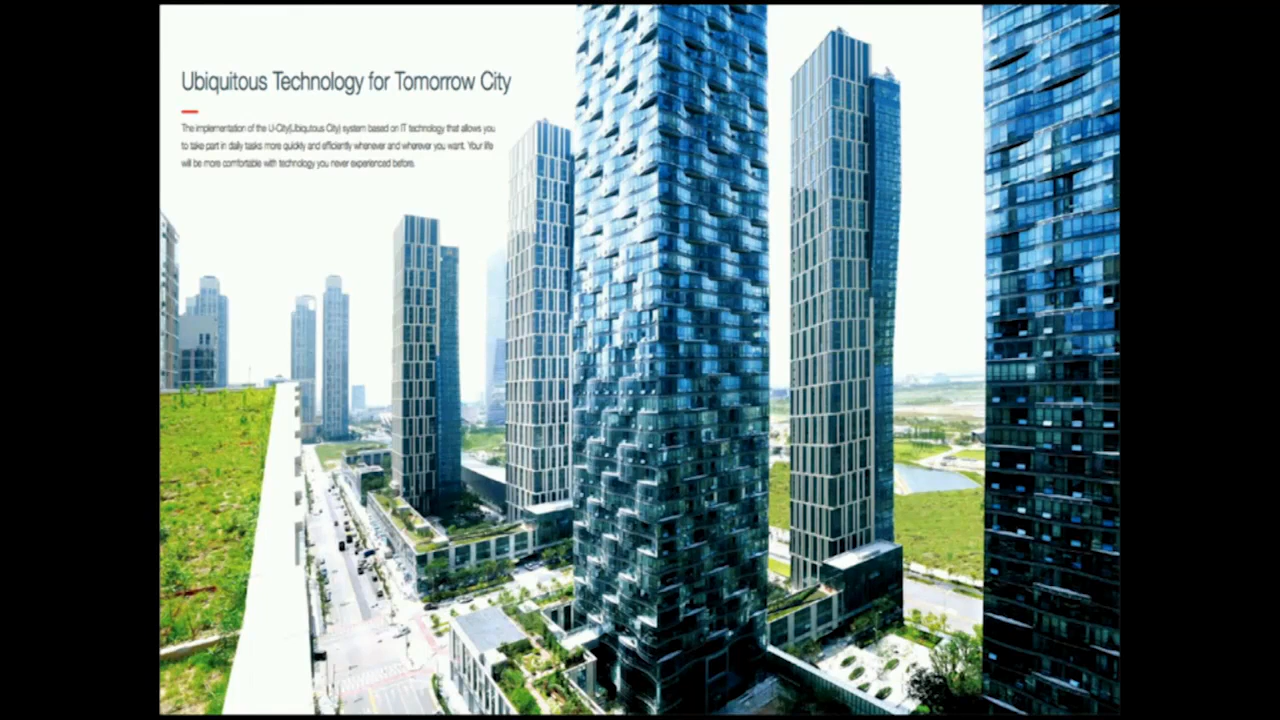 Ubiquitous Technology for Tomorrow City
The implementation of the U-City(Ubiqutous City) system based on IT technology that allows you
to take part in daily tasks more quickly and efficiently whenever and wherever you want. Your life
will be more comfortable with technology you never experienced before.